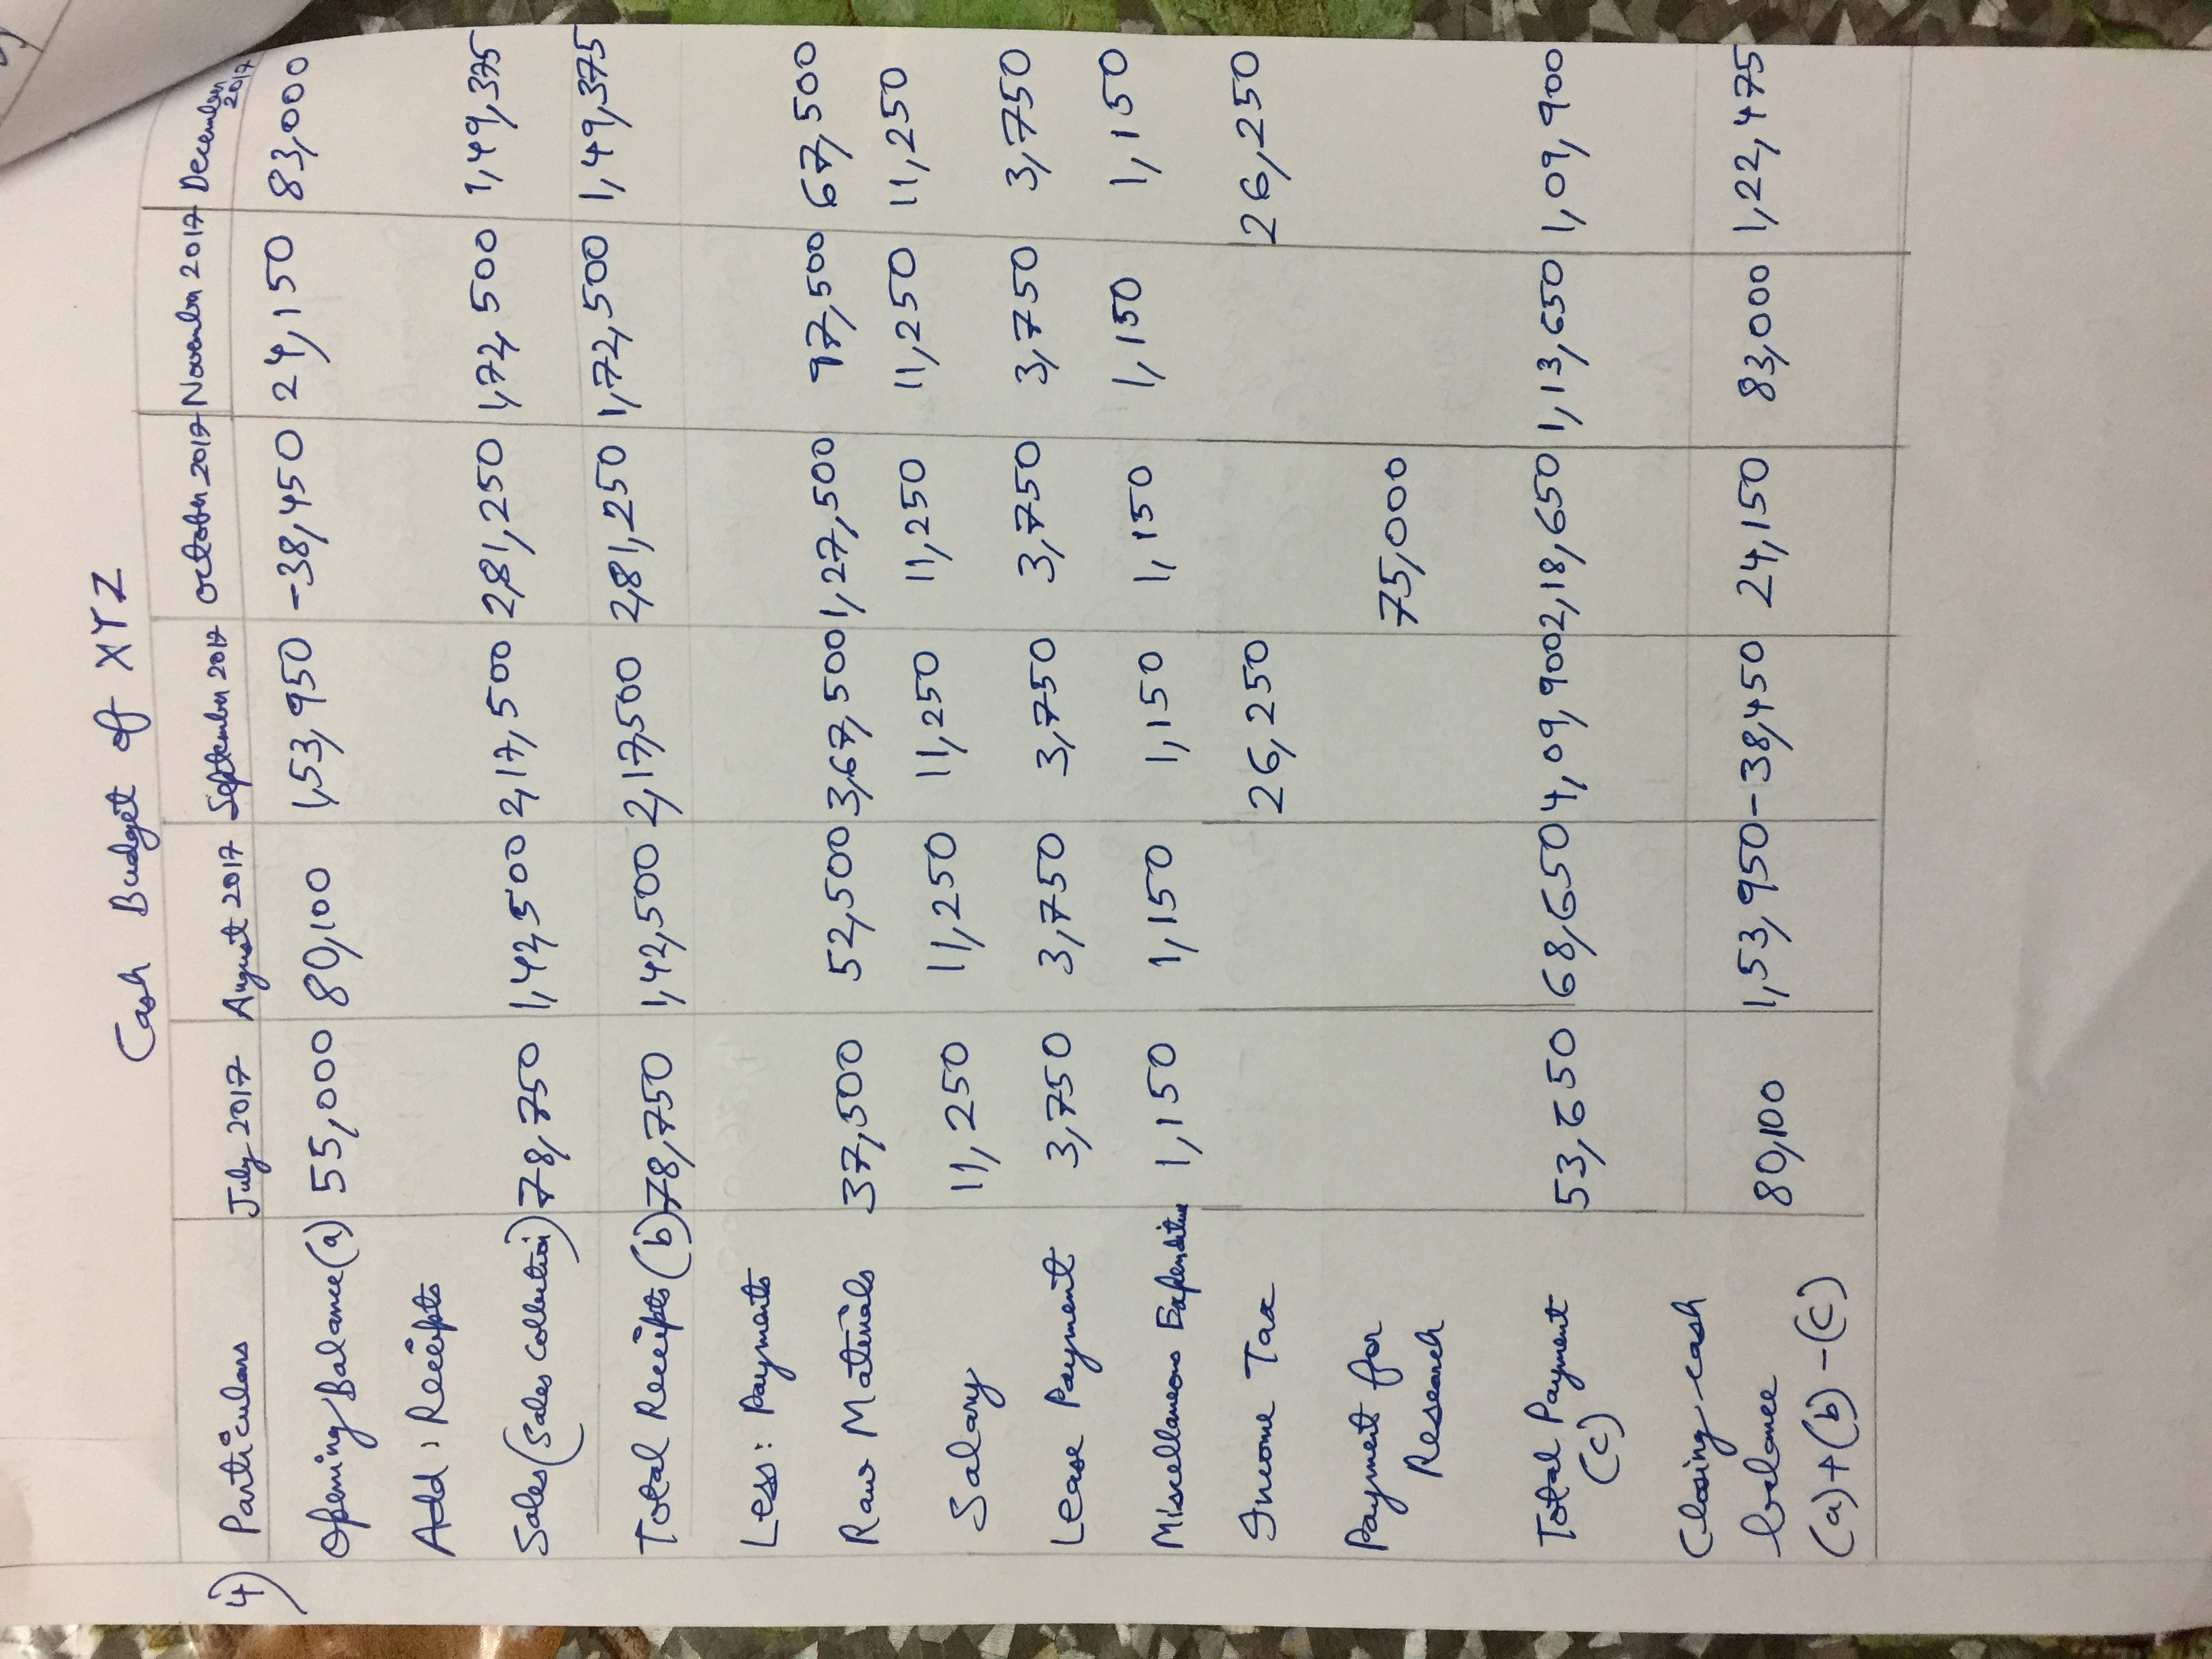 Cash Budget of XYZ
4) Particulars July 2017 August 2017 September 2017 October 2017 November 2017 December 2017
Opening Balance (a) 55,000 80,100 1,53,950 -38,450 24,150 83,000
Add : Receipts
Sales (Sales Collection) 78,750 1,42,500 2,17,500 2,81,250 1,72,500 1,49,375
Total Receipts (b) 78,750 1,42,500 2,17,500 2,81,250 1,72,500 1,49,375
Less : Payments
Raw Materials 37,500 52,500 3,67,500 1,27,500 97,500 67,500
Salary 11,250 11,250 11,250 11,250 11,250 11,250
Lease Payment 3,750 3,750 3,750 3,750 3,750 3,750
Miscellaneous Expenditure 1,150 1,150 1,150 1,150 1,150 1,150
Income Tax 26,250 26,250
Payment for
Research 75,000
Total Payment
(c) 53,650 68,650 4,09,900 2,18,650 1,13,650 1,09,900
Closing cash
balance 80,100 1,53,950 -38,450 24,150 83,000 1,22,475
(a)+(b)-(c)